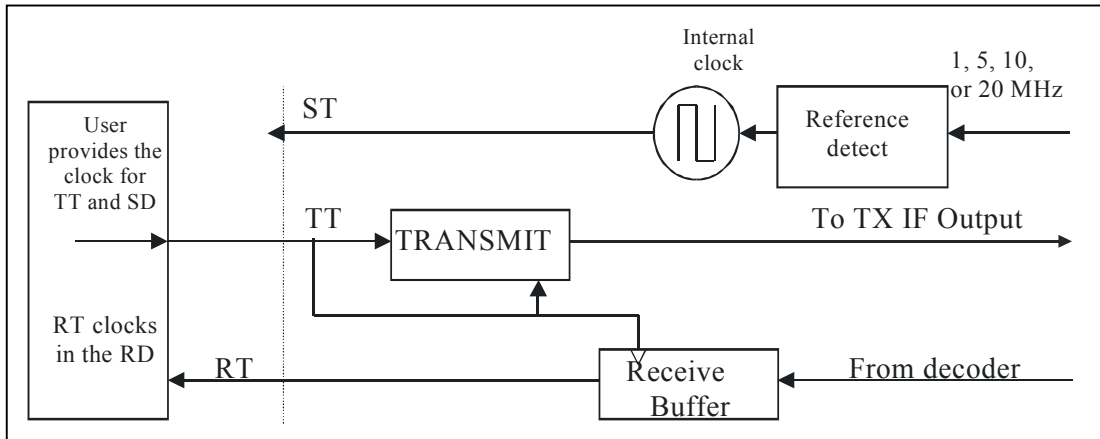 Internal
clock
1, 5, 10,
or 20 MHz
User
provides the
clock for
TT and SD
ST
Reference
detect
TT
TRANSMIT
To TX IF Output
RT clocks
in the RD
RT
Receive
Buffer
From decoder